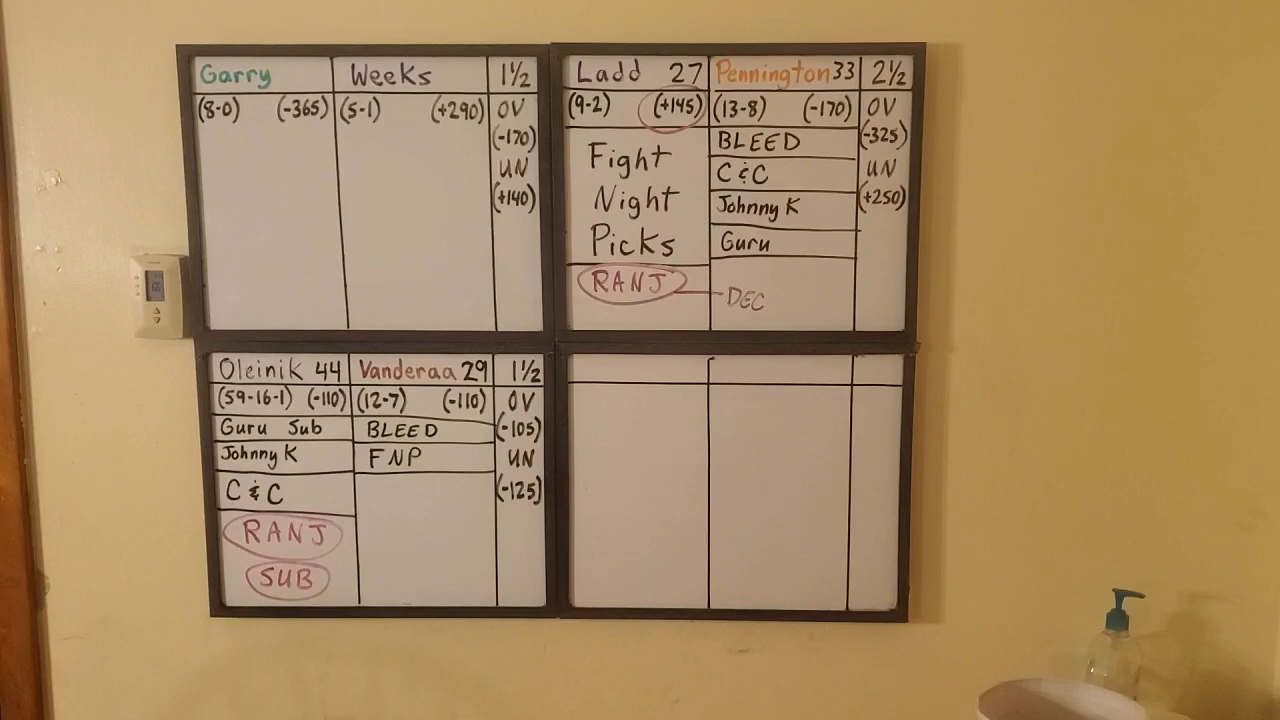 Garry Weeks 1½
(8-0) (-365) (5-1) (+290) OV
(-170)
UN
(+140)
Ladd 27 Pennington 33 2½
(9-2) (+145) (13-8) (-170) OV
(-325)
UN
(+250)
Fight
Night
Picks
RANJ
BLEED
C & C
Johnny K
Guru
DEC
Oleinik 44 Vanderaa 29 1½
(59-16-1) (-110) (12-7) (-110) OV
(-105)
UN
(-125)
Guru Sub
Johnny K
C & C
RANJ
SUB
BLEED
FNP